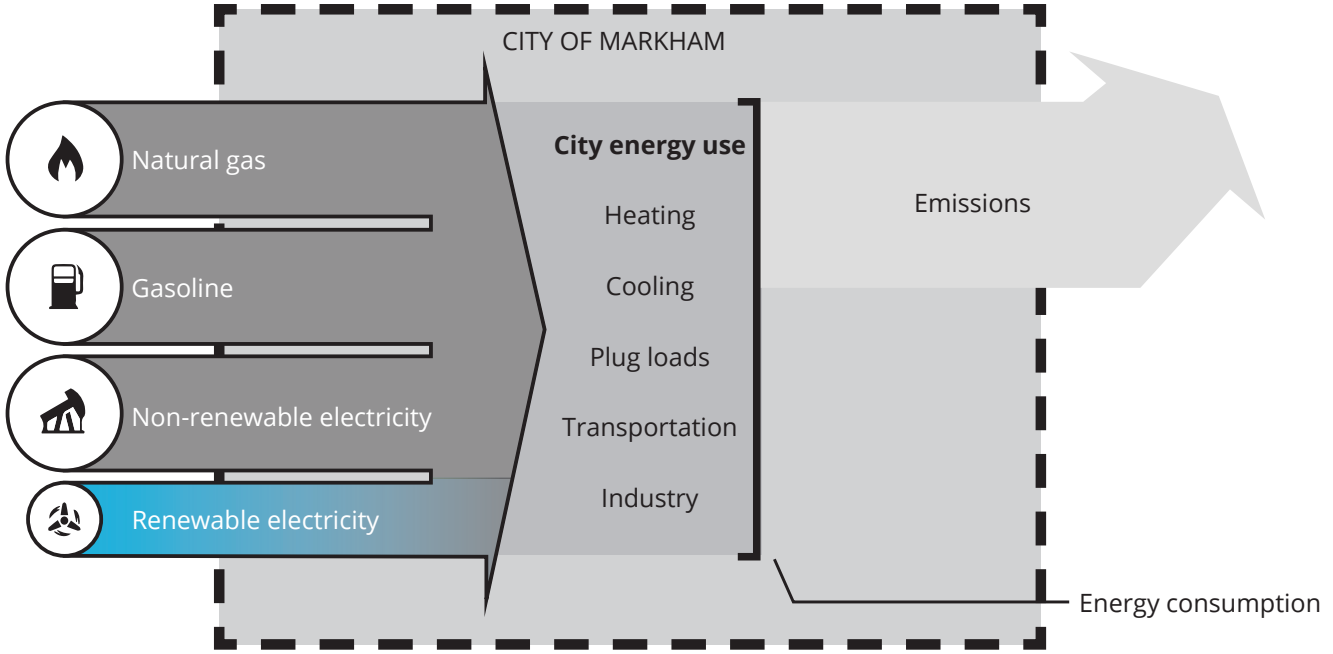 CITY OF MARKHAM
Natural gas
Gasoline
Non-renewable electricity
Renewable electricity
City energy use
Heating
Cooling
Plug loads
Transportation
Industry
Emissions
Energy consumption